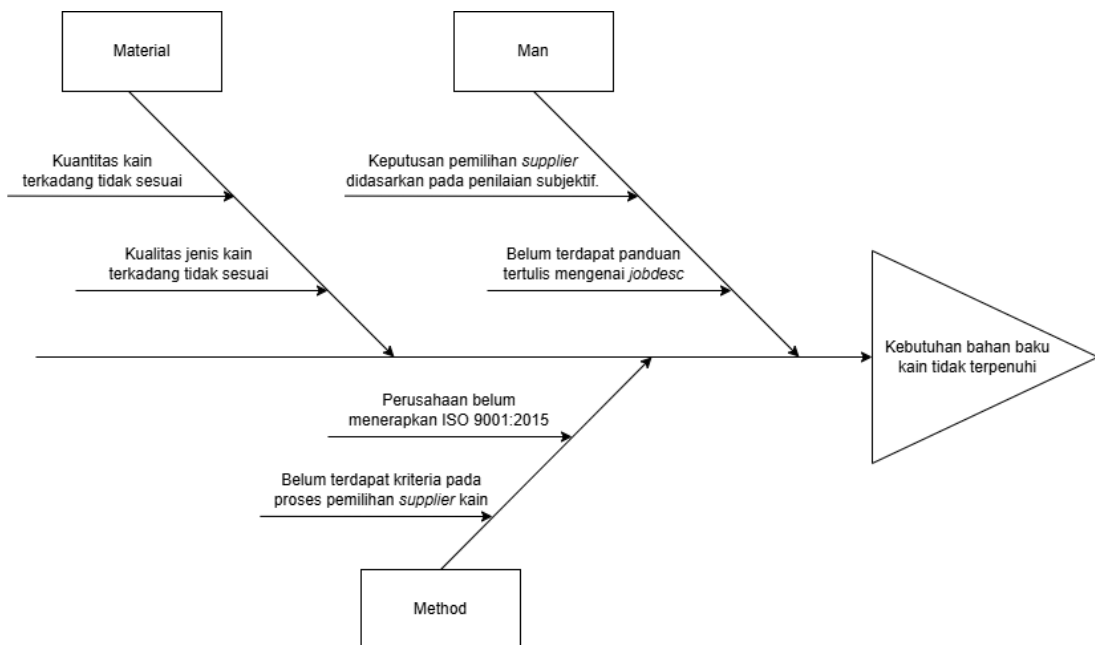 Material
Man
Kuantitas kain
terkadang tidak sesuai
Keputusan pemilihan supplier
didasarkan pada penilaian subjektif.
Kualitas jenis kain
terkadang tidak sesuai
Belum terdapat panduan
tertulis mengenai jobdesc
Kebutuhan bahan baku
kain tidak terpenuhi
Perusahaan belum
menerapkan ISO 9001:2015
Belum terdapat kriteria pada
proses pemilihan supplier kain
Method